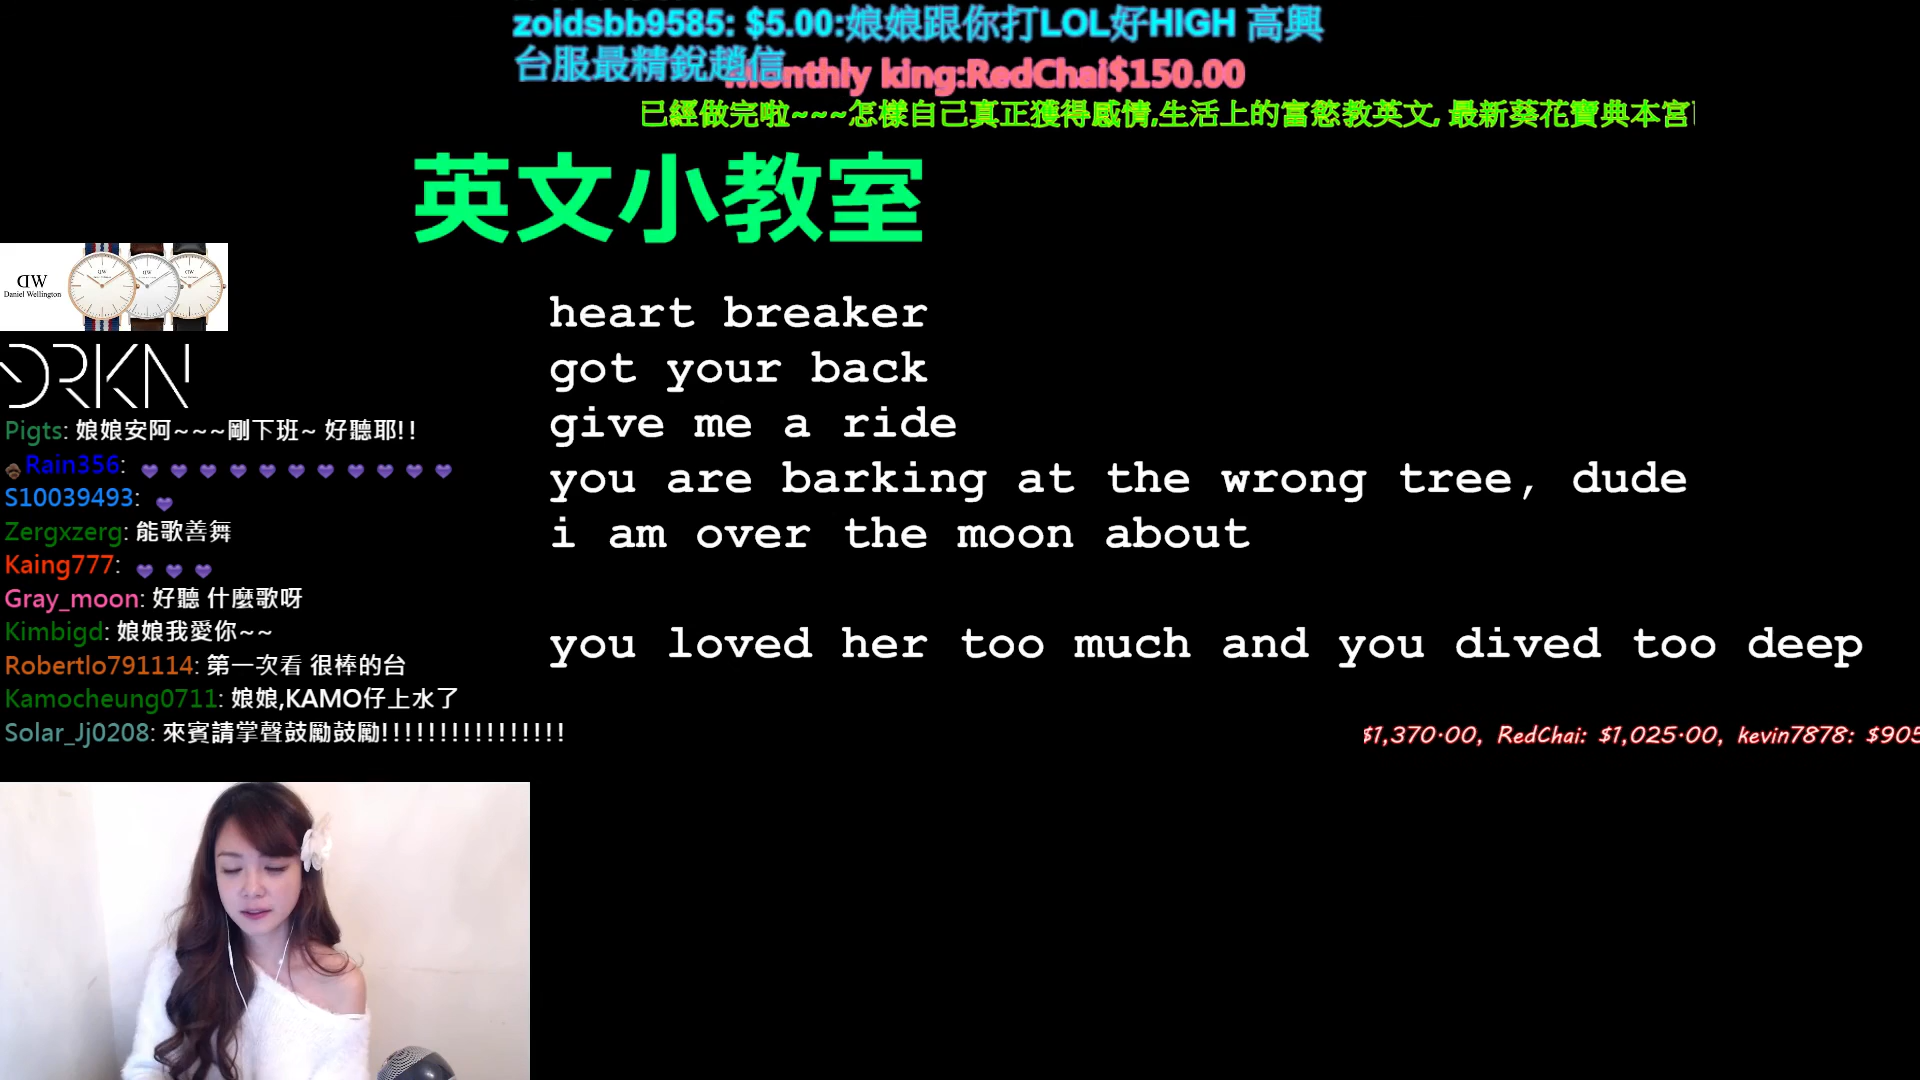 zoidsbb9585: $5.00:娘娘跟你打LOL好HIGH 高興
台服最精銳趙信
Monthly king:RedChai$150.00
已經做完啦~~~怎樣自己真正獲得感情,生活上的富慾教英文, 最新葵花寶典本宮
英文小教室
DW
Daniel Wellington
DRKN
heart breaker
got your back
give me a ride
you are barking at the wrong tree, dude
i am over the moon about
you loved her too much and you dived too deep
Pigts: 娘娘安阿~~~剛下班~ 好聽耶!!
Rain356:
S10039493:
Zergxzerg: 能歌善舞
Kaing777:
Gray_moon: 好聽 什麼歌呀
Kimbigd: 娘娘我愛你~~
Robertlo791114: 第一次看 很棒的台
Kamocheung0711: 娘娘,KAMO仔上水了
Solar_Jj0208: 來賓請掌聲鼓勵鼓勵!!!!!!!!!!!!!!!!
$1,370.00, RedChai: $1,025.00, kevin7878: $905